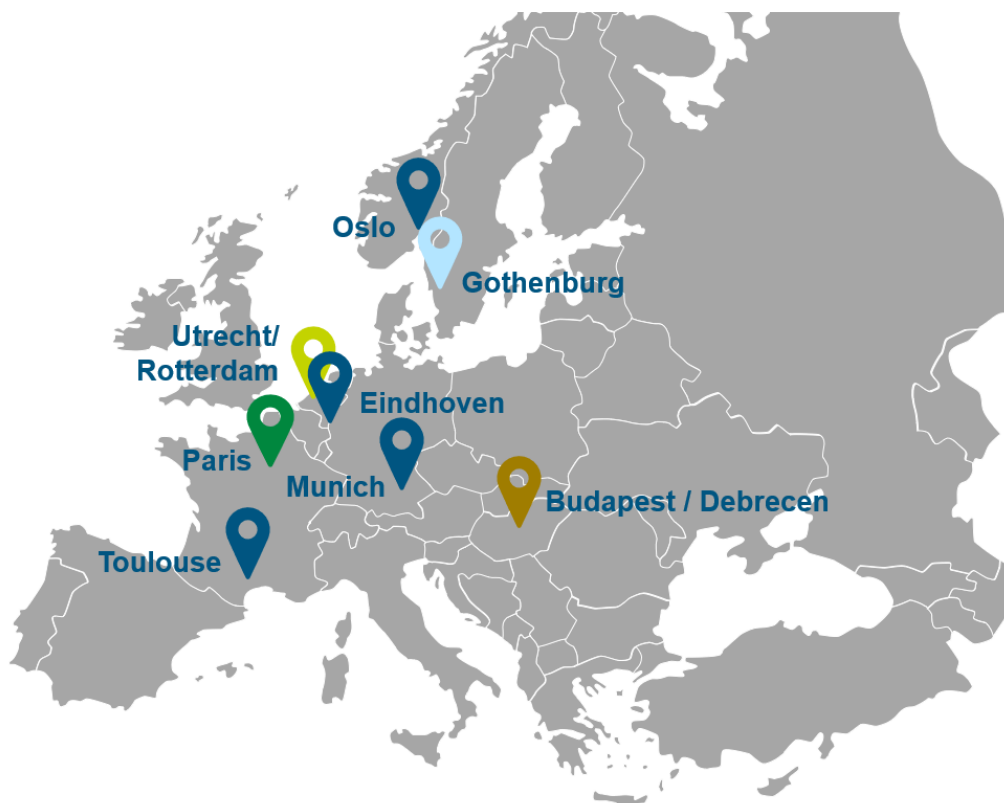 Oslo
Gothenburg
Utrecht/
Rotterdam
Eindhoven
Paris
Munich
Budapest / Debrecen
Toulouse